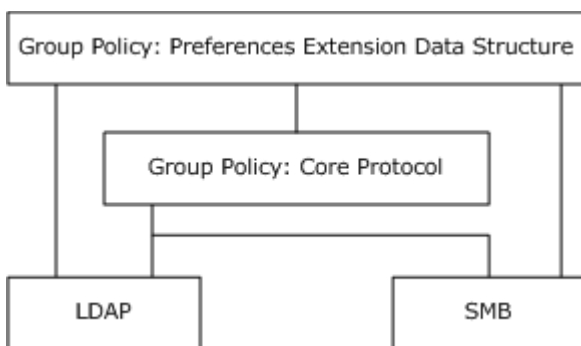 Group Policy: Preferences Extension Data Structure
Group Policy: Core Protocol
LDAP
SMB